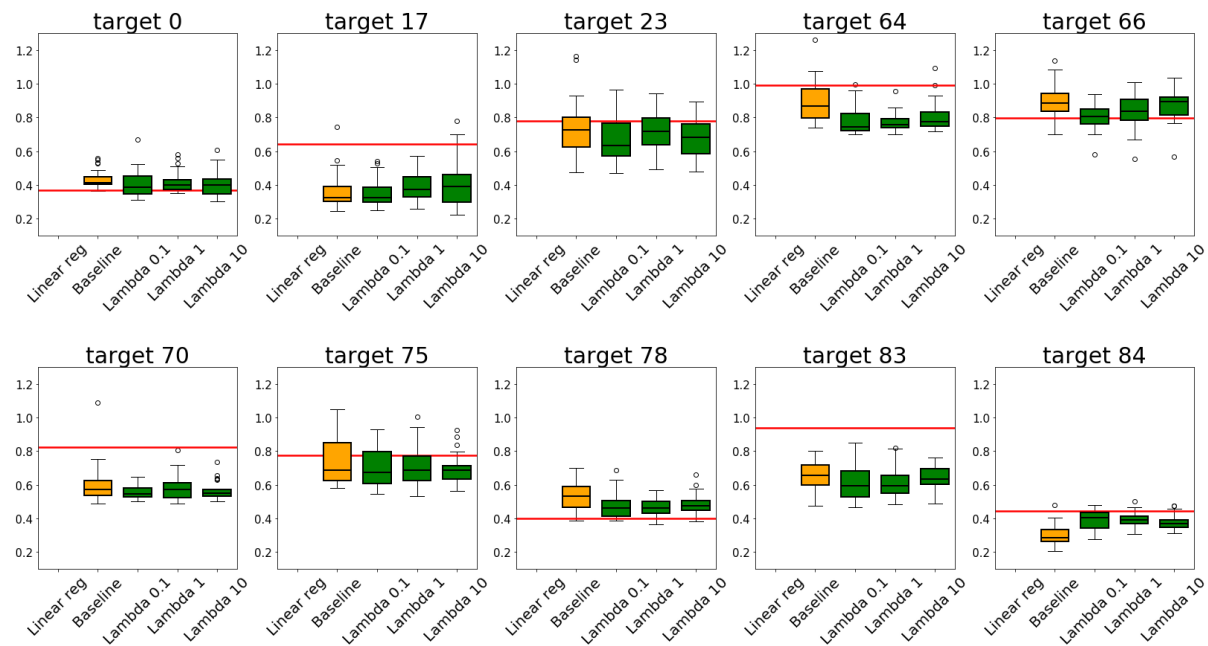 target 0
1.2
1.0
0.8
0.6
0.4
0.2
Linear reg
Baseline
Lambda 0.1
Lambda 1
Lambda 10
target 17
1.2
1.0
0.8
0.6
0.4
0.2
Linear reg
Baseline
Lambda 0.1
Lambda 1
Lambda 10
target 23
1.2
1.0
0.8
0.6
0.4
0.2
Linear reg
Baseline
Lambda 0.1
Lambda 1
Lambda 10
target 64
1.2
1.0
0.8
0.6
0.4
0.2
Linear reg
Baseline
Lambda 0.1
Lambda 1
Lambda 10
target 66
1.2
1.0
0.8
0.6
0.4
0.2
Linear reg
Baseline
Lambda 0.1
Lambda 1
Lambda 10
target 70
1.2
1.0
0.8
0.6
0.4
0.2
Linear reg
Baseline
Lambda 0.1
Lambda 1
Lambda 10
target 75
1.2
1.0
0.8
0.6
0.4
0.2
Linear reg
Baseline
Lambda 0.1
Lambda 1
Lambda 10
target 78
1.2
1.0
0.8
0.6
0.4
0.2
Linear reg
Baseline
Lambda 0.1
Lambda 1
Lambda 10
target 83
1.2
1.0
0.8
0.6
0.4
0.2
Linear reg
Baseline
Lambda 0.1
Lambda 1
Lambda 10
target 84
1.2
1.0
0.8
0.6
0.4
0.2
Linear reg
Baseline
Lambda 0.1
Lambda 1
Lambda 10